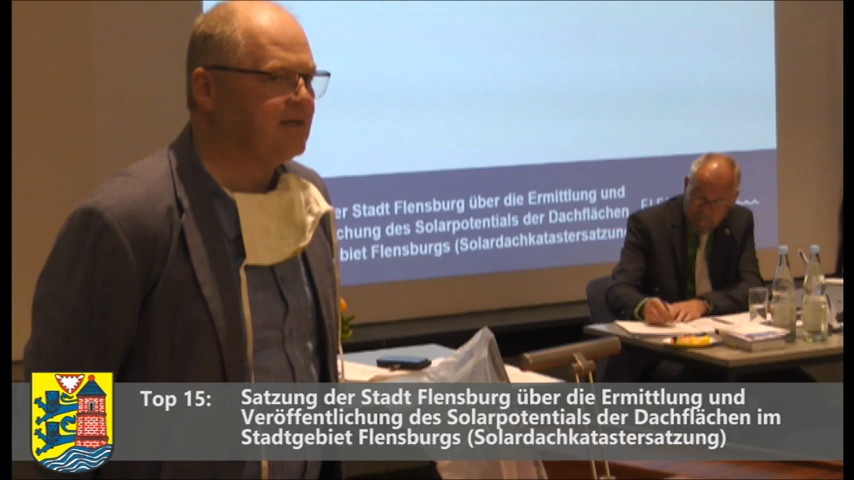 er Stadt Flensburg über die Ermittlung und
chung des Solarpotentials der Dachflächen
biet Flensburgs (Solardachkatastersatzung
Top 15: Satzung der Stadt Flensburg über die Ermittlung und
Veröffentlichung des Solarpotentials der Dachflächen im
Stadtgebiet Flensburgs (Solardachkatastersatzung)